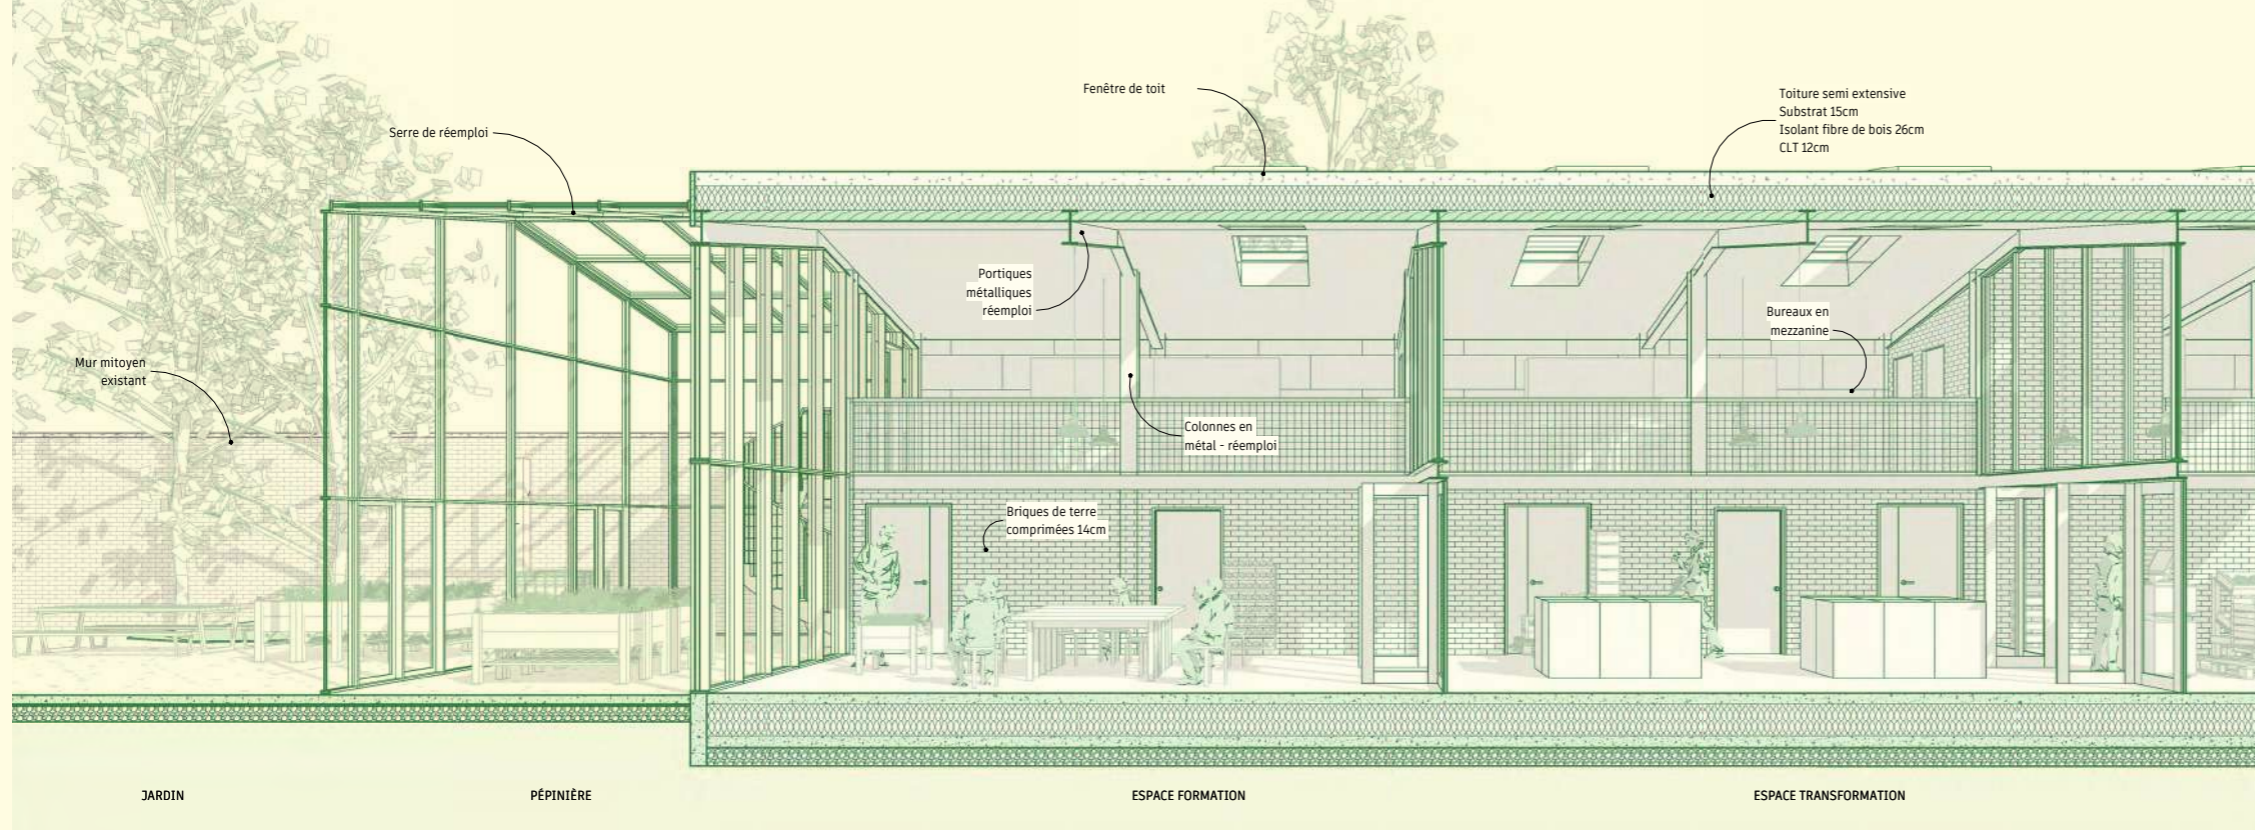 Fenêtre de toit
Toiture semi extensive
Substrat 15cm
Isolant fibre de bois 26cm
CLT 12cm
Serre de réemploi
Portiques
métalliques
réemploi
Bureaux en
mezzanine
Mur mitoyen
existant
Colonnes en
métal - réemploi
Briques de terre
comprimées 14cm
JARDIN
PÉPINIÈRE
ESPACE FORMATION
ESPACE TRANSFORMATION